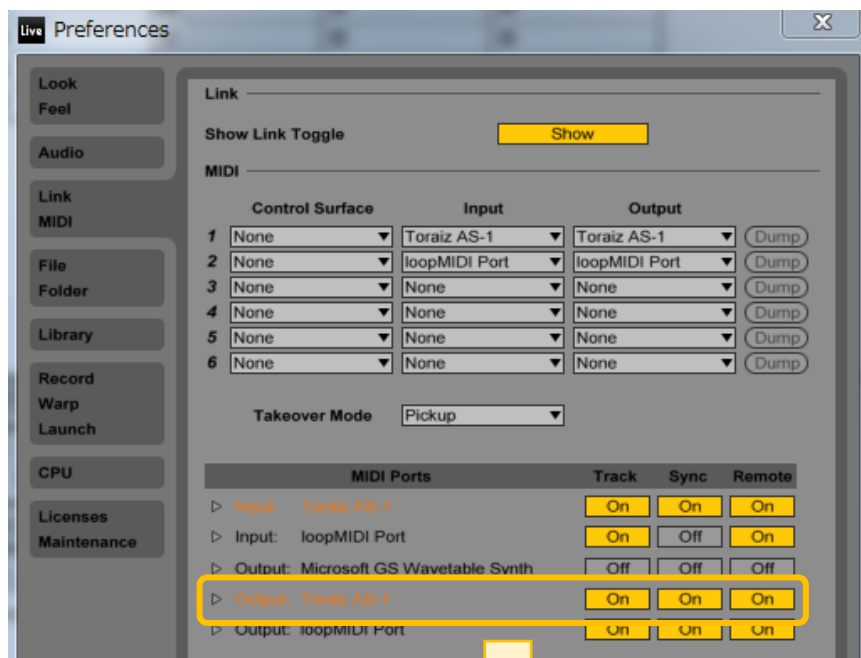 Live Preferences X
Look
Feel
Audio
Link
MIDI
File
Folder
Library
Record
Warp
Launch
CPU
Licenses
Maintenance
Link
Show Link Toggle Show
MIDI
Control Surface Input Output
1 None Toraiz AS-1 Toraiz AS-1 Dump
2 None loopMIDI Port loopMIDI Port Dump
3 None None None Dump
4 None None None Dump
5 None None None Dump
6 None None None Dump
Takeover Mode Pickup
MIDI Ports Track Sync Remote
Input: Toraiz AS-1 On On On
Input: loopMIDI Port On Off On
Output: Microsoft GS Wavetable Synth Off Off Off
Output: Toraiz AS-1 On On On
Output: loopMIDI Port On On On